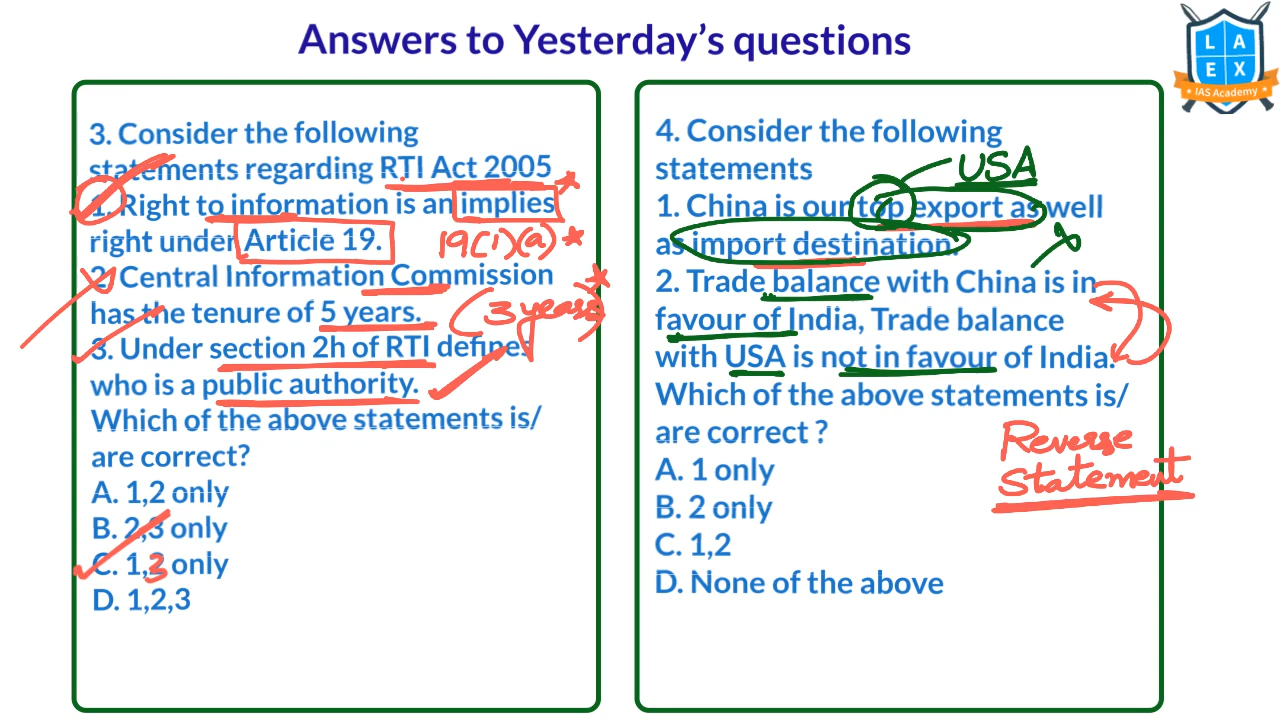 Answers to Yesterday's questions
L A
E X
IAS Academy
3. Consider the following
statements regarding RTI Act 2005
1. Right to information is an implies
right under Article 19. 19(1)(a)
2. Central Information Commission
has the tenure of 5 years. (3 years)
3. Under section 2h of RTI defines
who is a public authority.
Which of the above statements is/
are correct?
A. 1,2 only
B. 2,3 only
C. 1,3 only
D. 1,2,3
4. Consider the following
statements
USA
1. China is our top export as well
as import destination.
2. Trade balance with China is in
favour of India, Trade balance
with USA is not in favour of India.
Which of the above statements is/
are correct ?
Reverse
Statement
A. 1 only
B. 2 only
C. 1,2
D. None of the above